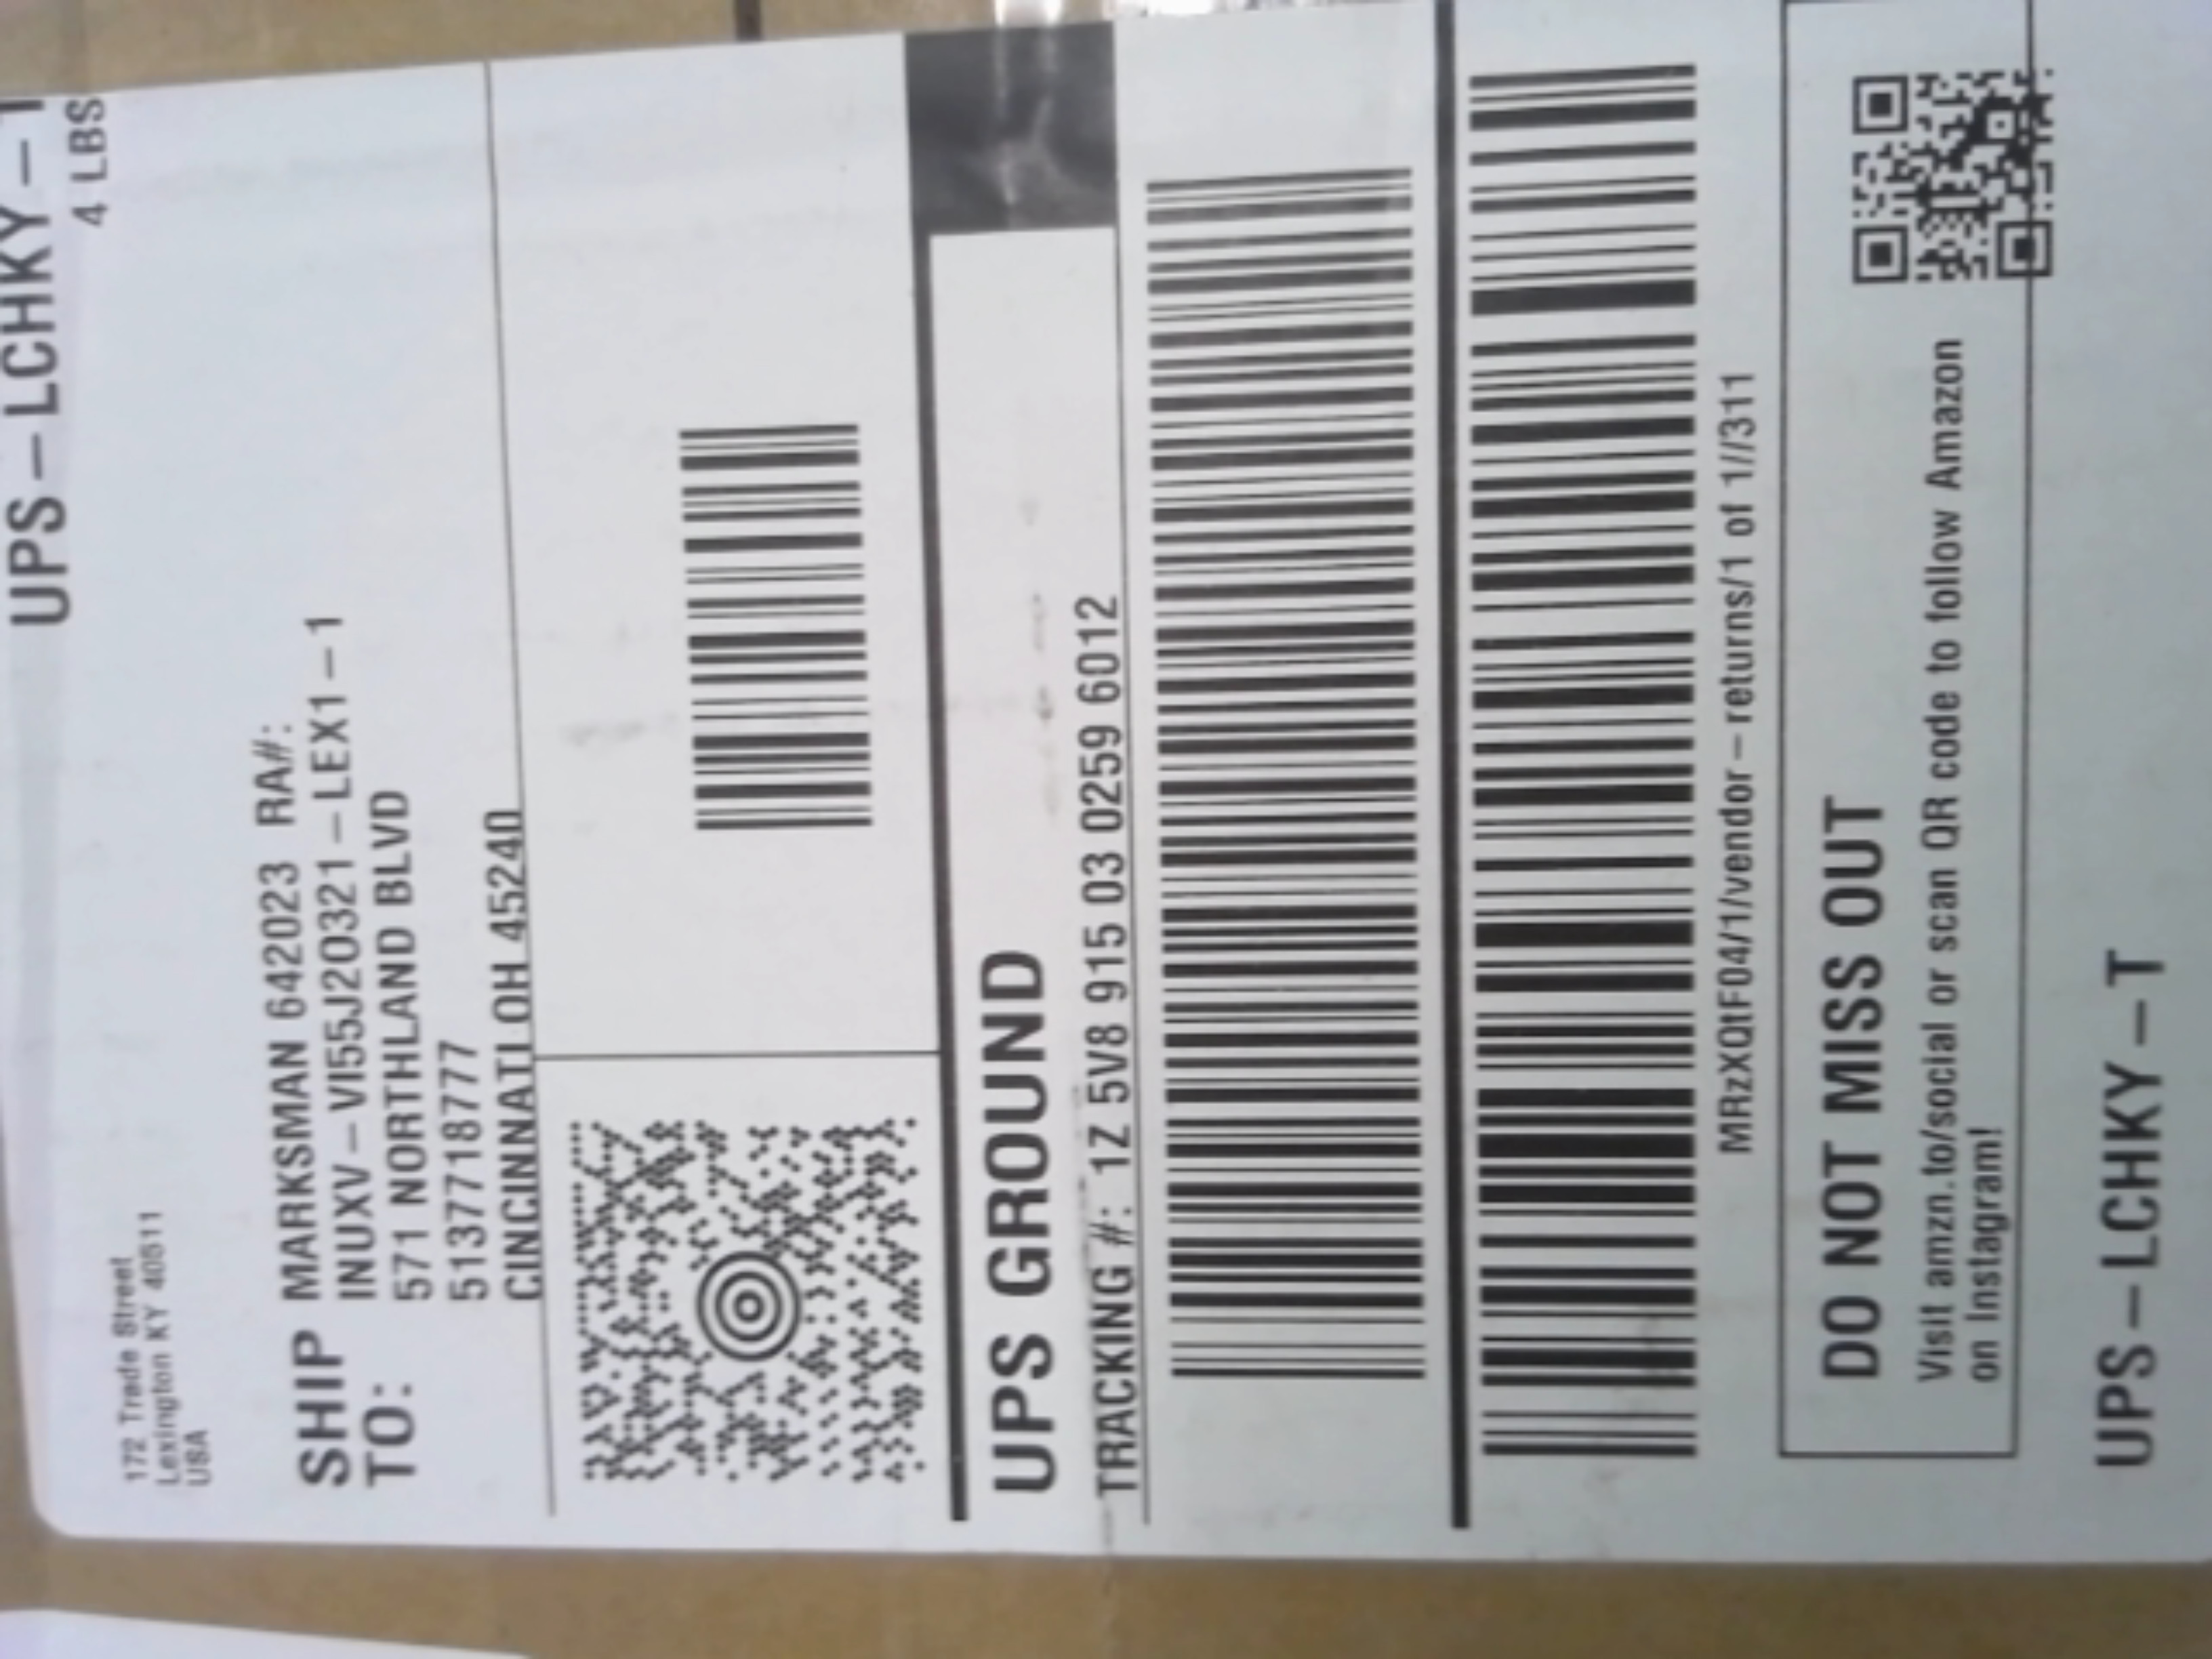 UPS-LCHKY-T
4 LBS
172 Trade Street
Lexington KY 40511
USA
SHIP TO:
MARKSMAN 642023 RA#:
INUXV-VI55J20321-LEX1-1
571 NORTHLAND BLVD
5137718777
CINCINNATI OH 45240
UPS GROUND
TRACKING #: 1Z 5V8 915 03 0259 6012
MRzXQtF04/1/vendor-returns/1 of 1//311
DO NOT MISS OUT
Visit amzn.to/social or scan QR code to follow Amazon
on Instagram!
UPS-LCHKY-T